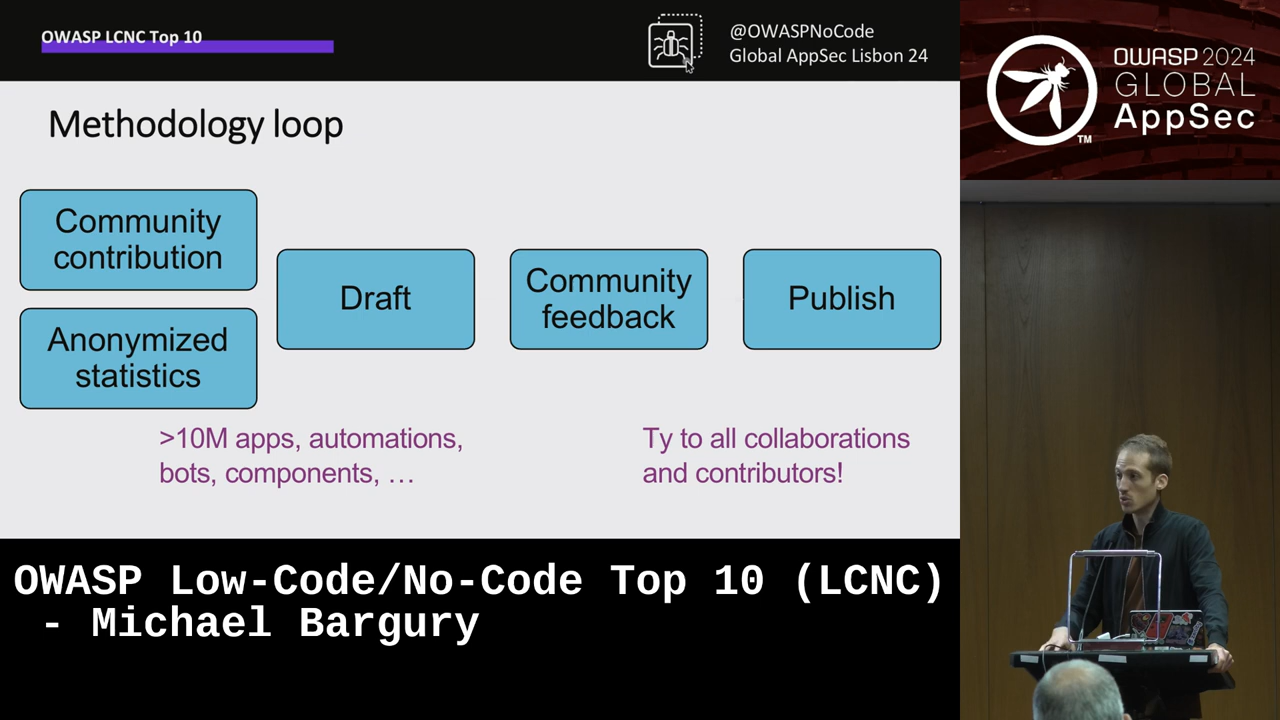 OWASP LCNC Top 10
@OWASPNoCode
Global AppSec Lisbon 24
OWASP 2024
GLOBAL
AppSec
TM
Methodology loop
Community
contribution
Anonymized
statistics
Draft
Community
feedback
Publish
>10M apps, automations,
bots, components, …
Ty to all collaborations
and contributors!
OWASP Low-Code/No-Code Top 10 (LCNC)
- Michael Bargury